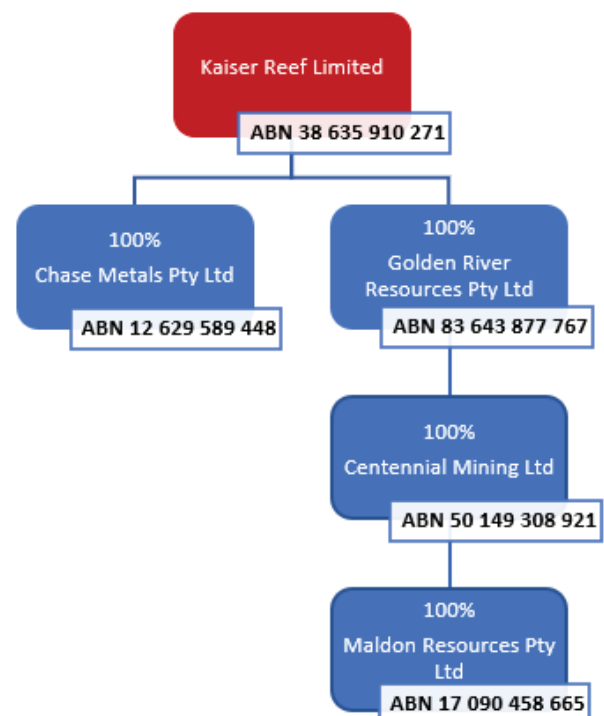 Kaiser Reef Limited
ABN 38 635 910 271
100%
Chase Metals Pty Ltd
ABN 12 629 589 448
100%
Golden River
Resources Pty Ltd
ABN 83 643 877 767
100%
Centennial Mining Ltd
ABN 50 149 308 921
100%
Maldon Resources Pty
Ltd
ABN 17 090 458 665